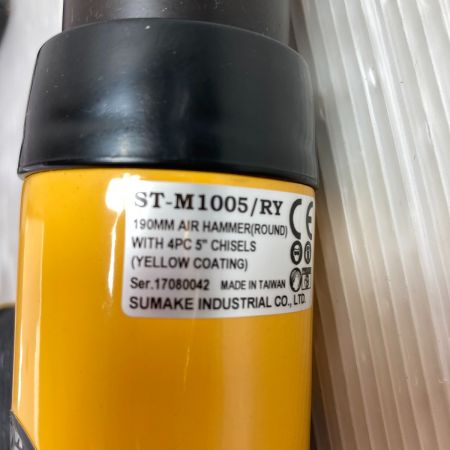 ST-M1005/RY
190MM AIR HAMMER(ROUND)
WITH 4PC 5" CHISELS
(YELLOW COATING)
Ser.17080042 MADE IN TAIWAN
SUMAKE INDUSTRIAL CO., LTD.
CE